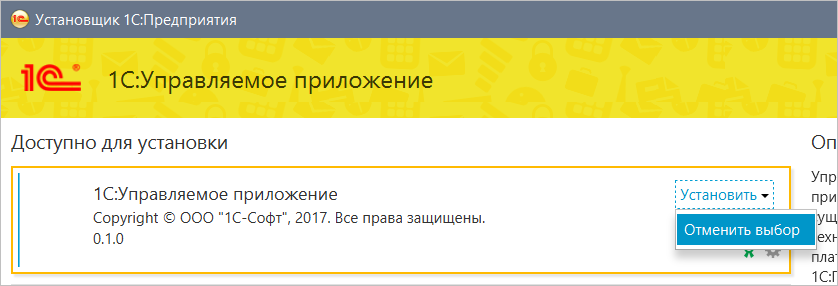 Установщик 1С:Предприятия
1С® 1С:Управляемое приложение
Доступно для установки
1С:Управляемое приложение
Установить
Copyright © ООО "1С-Софт", 2017. Все права защищены.
Отменить выбор
0.1.0
Оп
Упр
при
ущ
техн
плат
1С:П